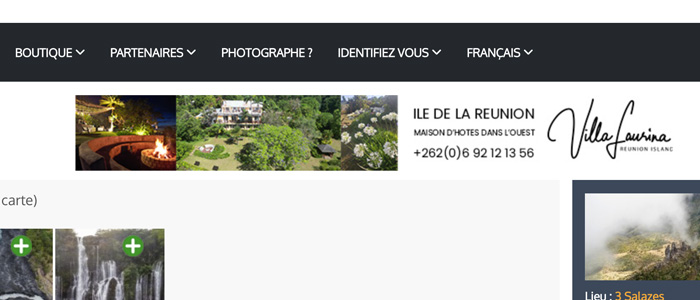 BOUTIQUE PARTENAIRES PHOTOGRAPHE ? IDENTIFIEZ VOUS FRANÇAIS
ILE DE LA REUNION
MAISON D'HOTES DANS L'OUEST
+262(0)6 92 12 13 56
Villa Laurina
REUNION ISLAND
carte)
Lieu : 3 Salazes